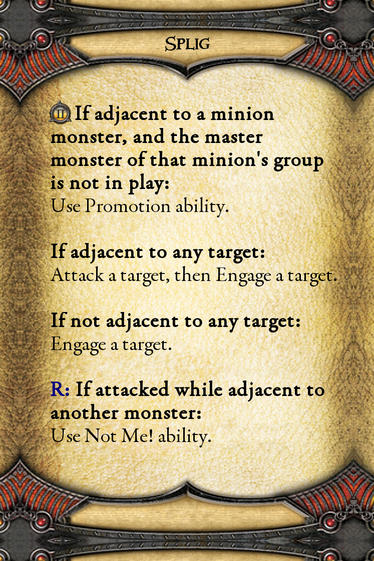 SPLIG
II If adjacent to a minion
monster, and the master
monster of that minion's group
is not in play:
Use Promotion ability.
If adjacent to any target:
Attack a target, then Engage a target.
If not adjacent to any target:
Engage a target.
R: If attacked while adjacent to
another monster:
Use Not Me! ability.